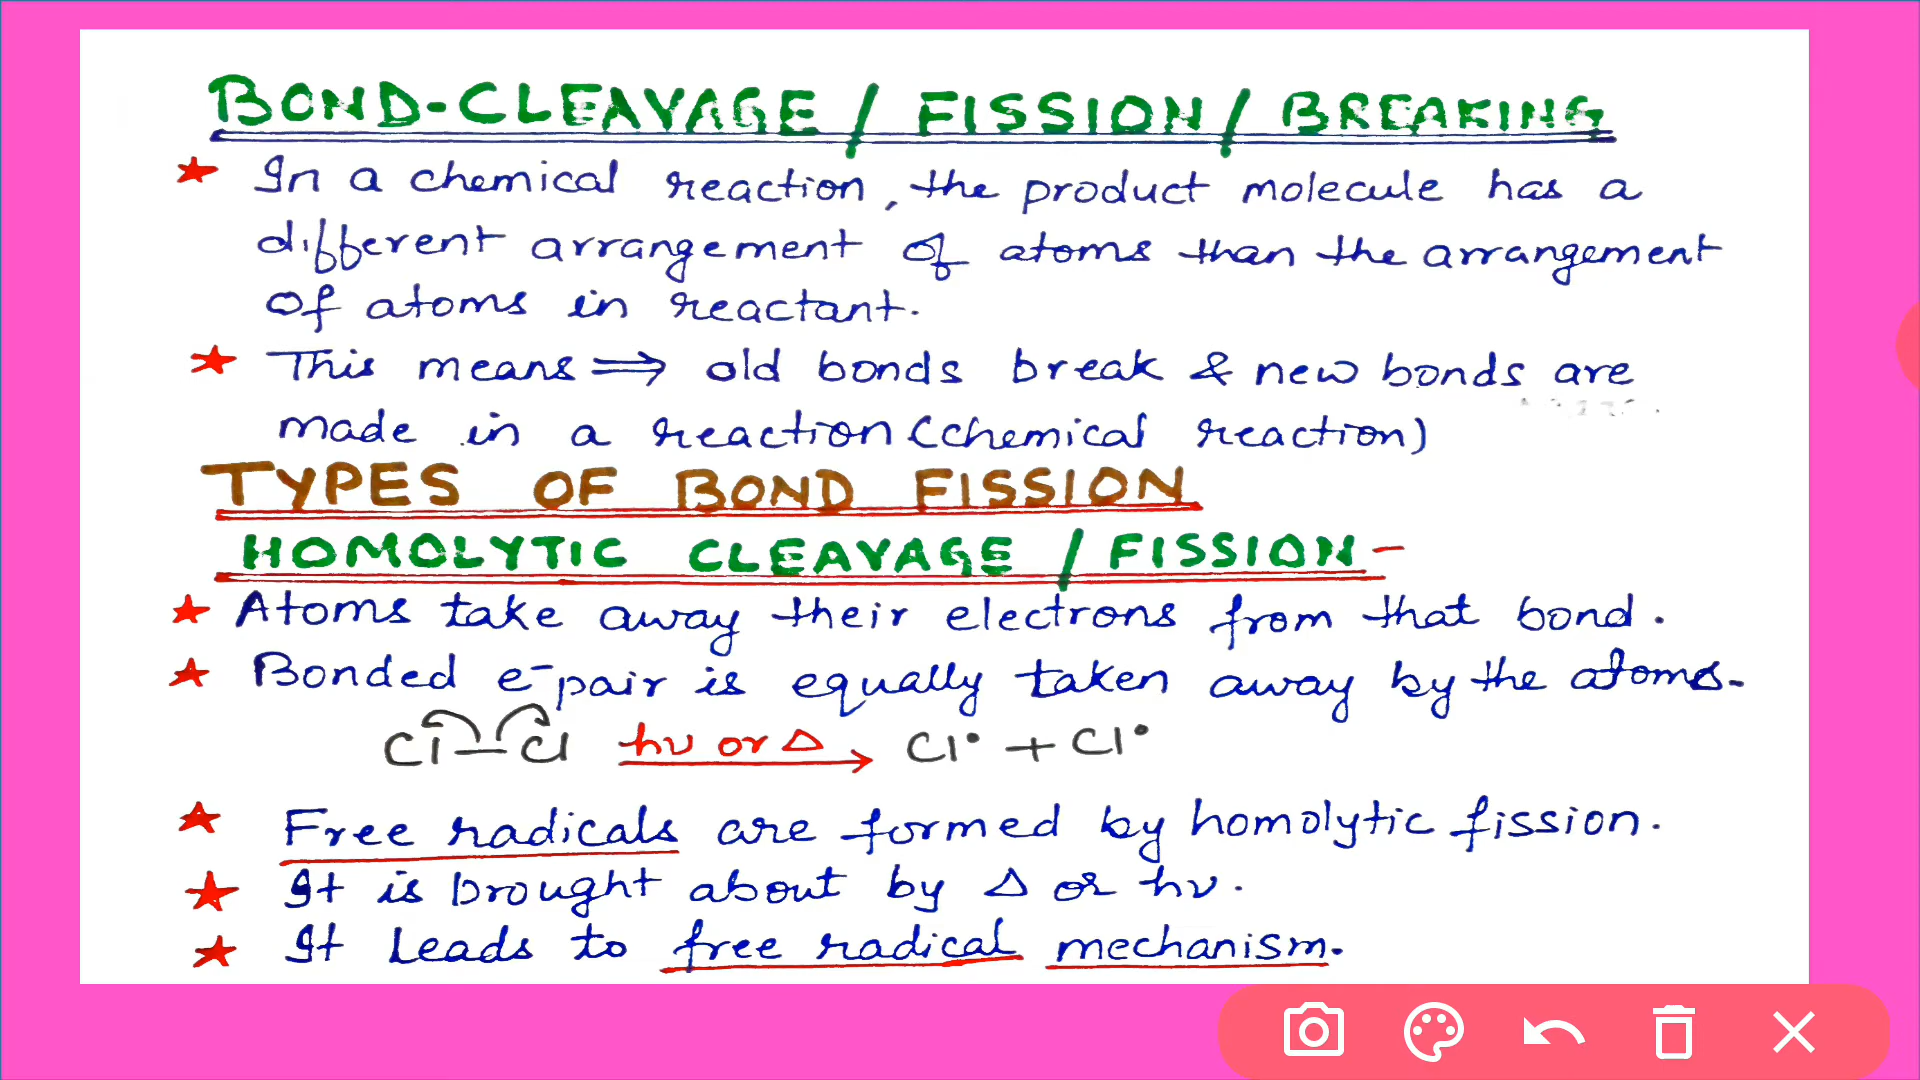 BOND-CLEAVAGE / FISSION / BREAKING
★ In a chemical reaction, the product molecule has a
different arrangement of atoms than the arrangement
of atoms in reactant.
★ This means ⟹ old bonds break & new bonds are
made in a reaction (chemical reaction)
TYPES OF BOND FISSION
HOMOLYTIC CLEAVAGE / FISSION -
★ Atoms take away their electrons from that bond.
★ Bonded e⁻ pair is equally taken away by the atoms.
Cl—Cl hν or Δ → Cl• + Cl•
★ Free radicals are formed by homolytic fission.
★ It is brought about by Δ or hν.
★ It leads to free radical mechanism.